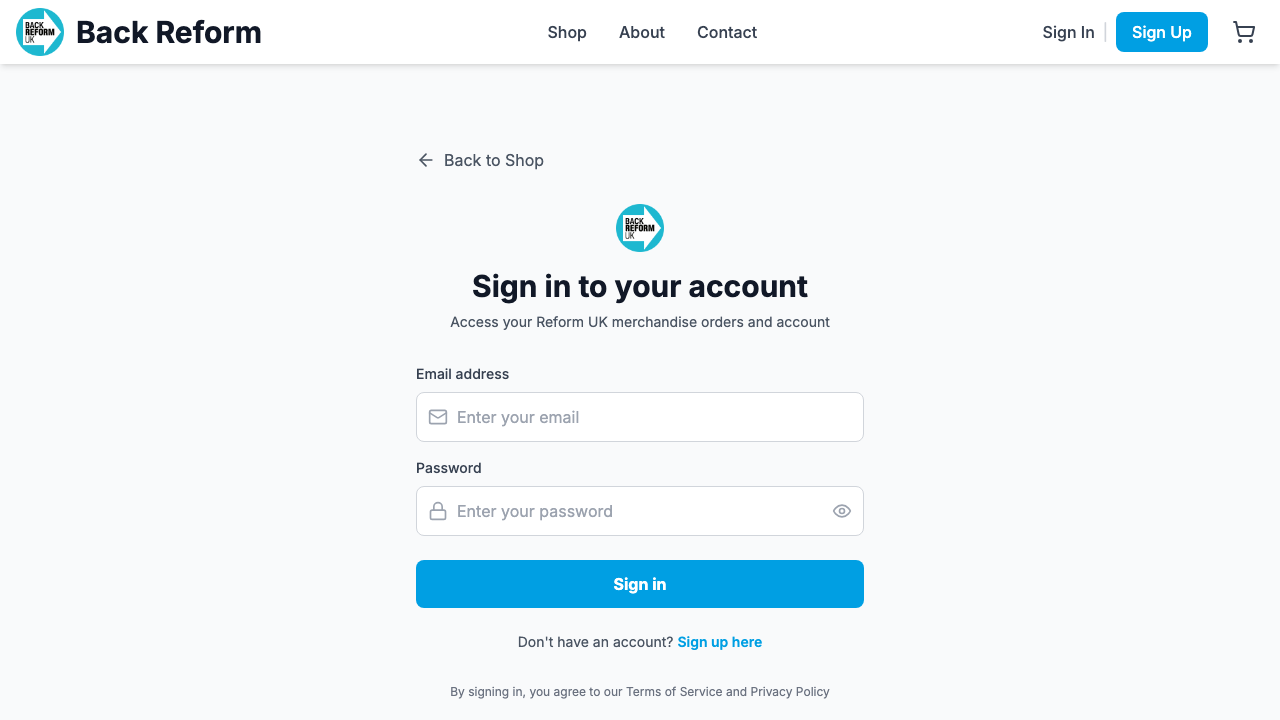 BACK
REFORM
UK
Back Reform
Shop
About
Contact
Sign In
Sign Up
Back to Shop
BACK
REFORM
UK
Sign in to your account
Access your Reform UK merchandise orders and account
Email address
Enter your email
Password
Enter your password
Sign in
Don't have an account? Sign up here
By signing in, you agree to our Terms of Service and Privacy Policy